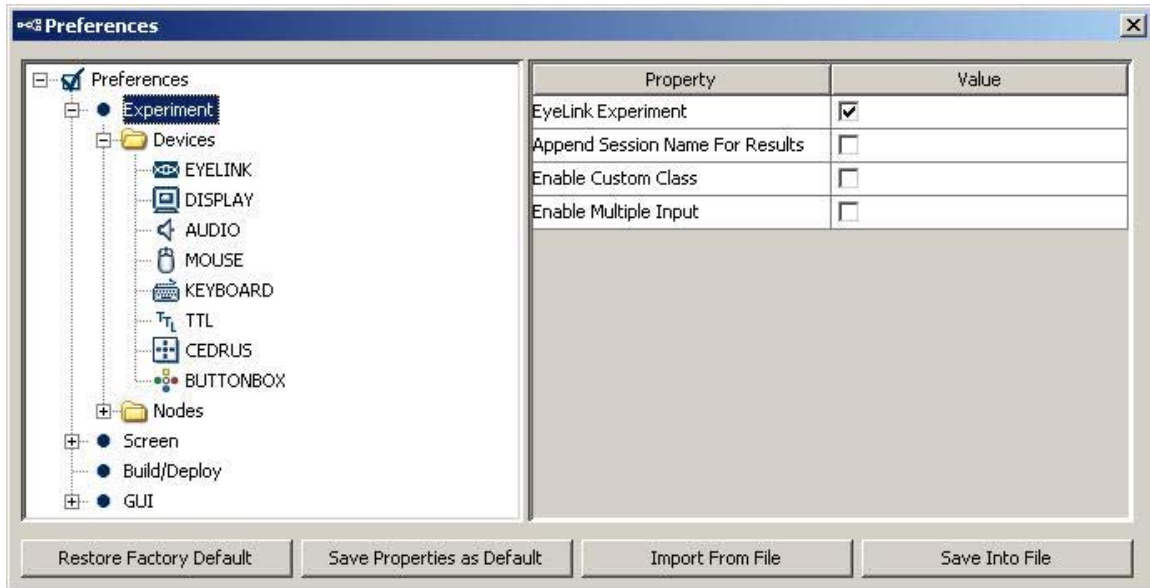 Preferences
Preferences
Experiment
Devices
EYELINK
DISPLAY
AUDIO
MOUSE
KEYBOARD
TTL
CEDRUS
BUTTONBOX
Nodes
Screen
Build/Deploy
GUI
Property Value
EyeLink Experiment
Append Session Name For Results
Enable Custom Class
Enable Multiple Input
Restore Factory Default Save Properties as Default Import From File Save Into File